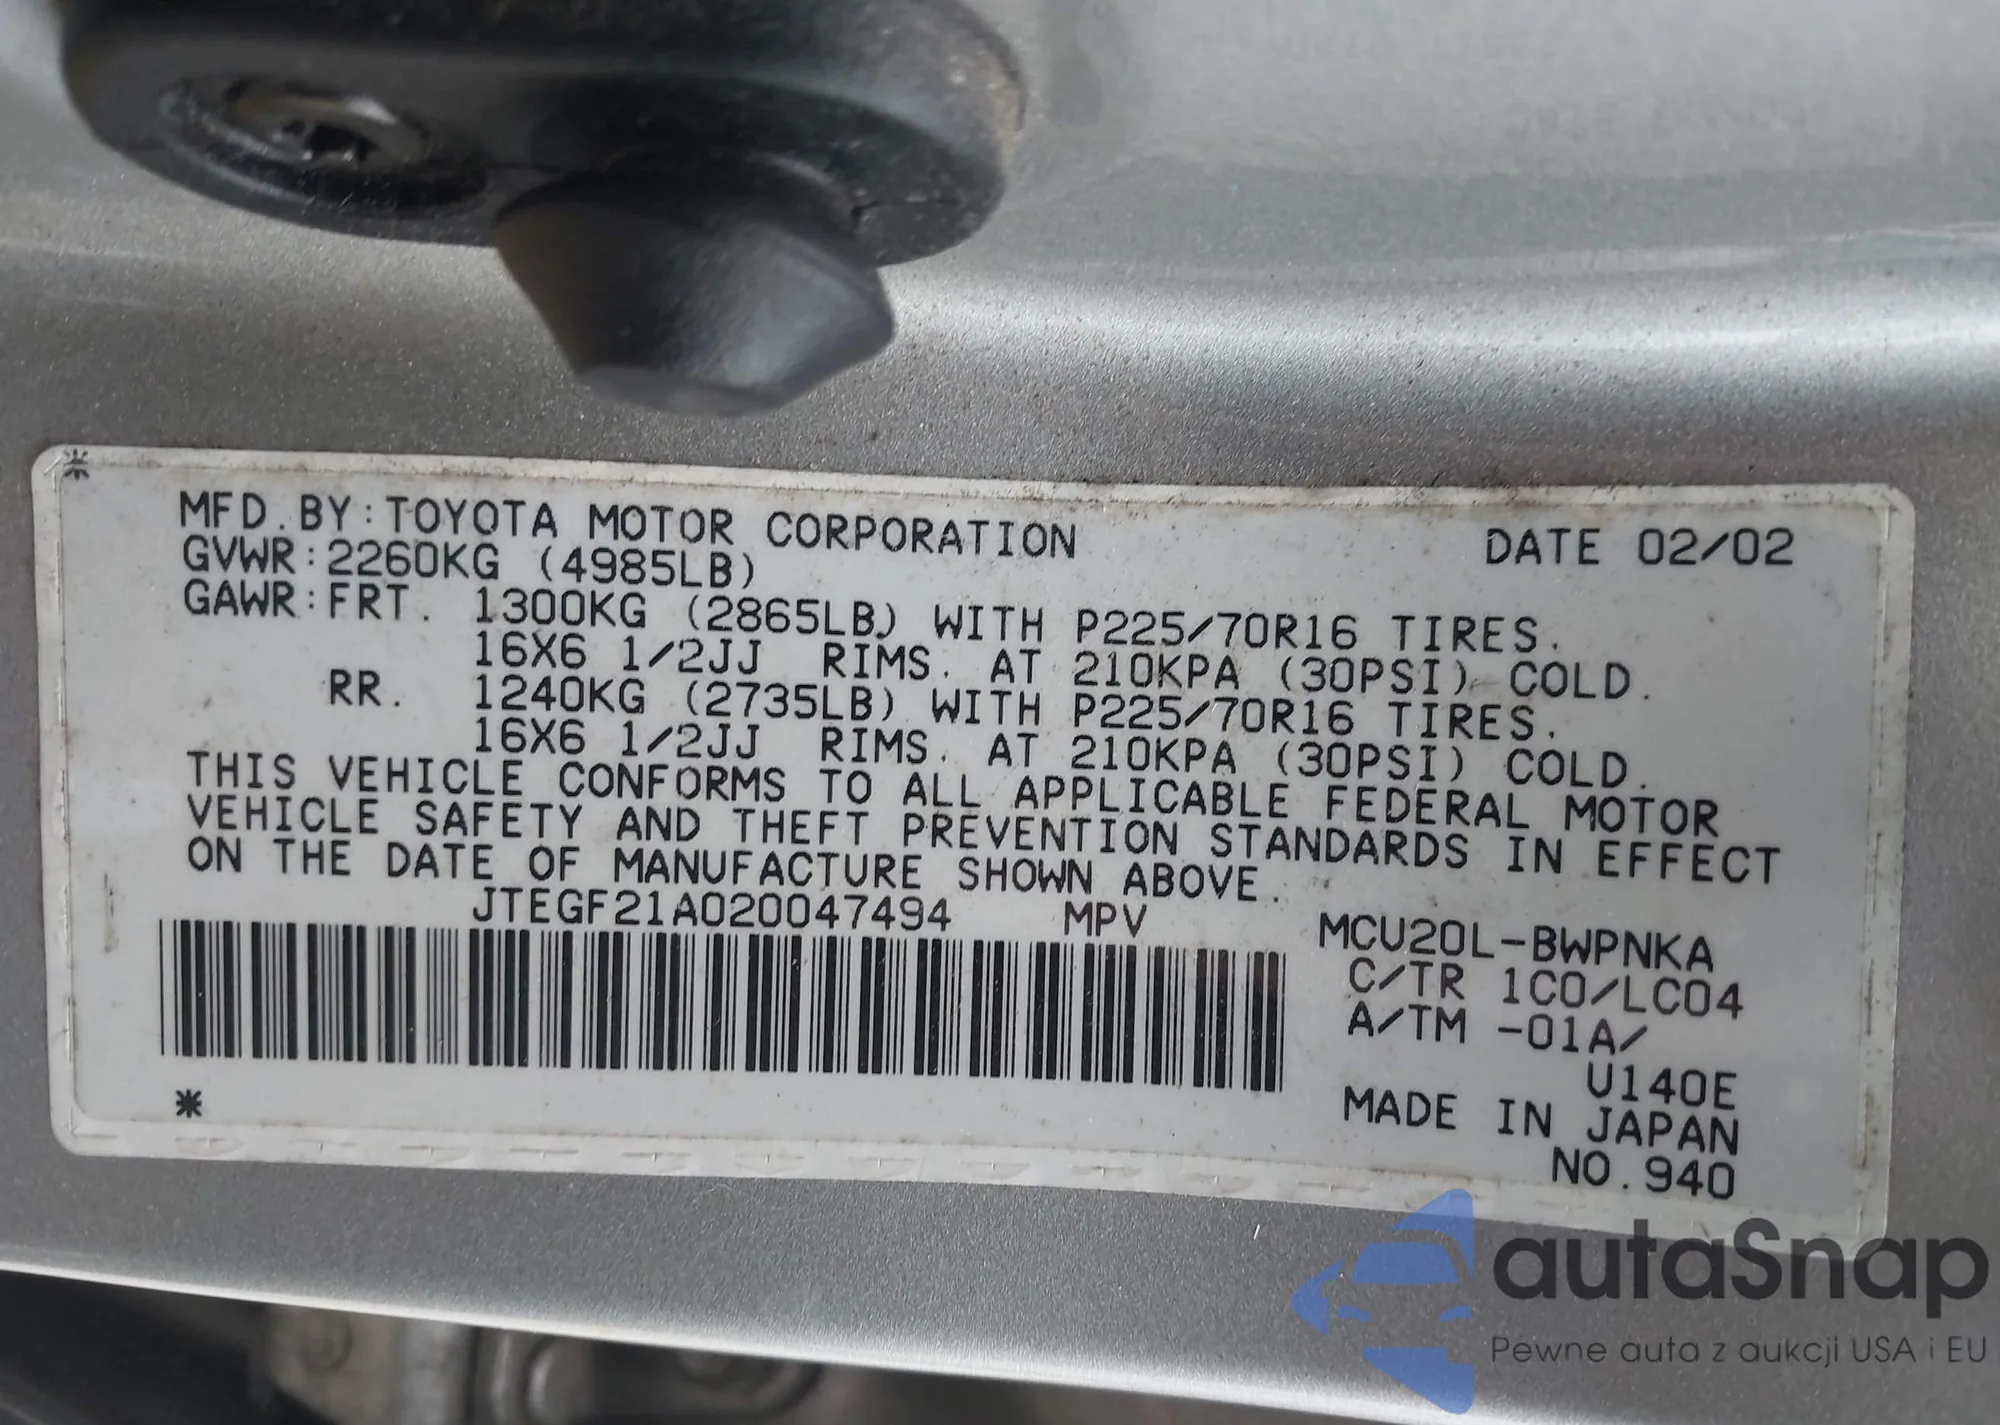 MFD. BY: TOYOTA MOTOR CORPORATION DATE 02/02
GVWR: 2260KG (4985LB)
GAWR: FRT. 1300KG (2865LB) WITH P225/70R16 TIRES.
16X6 1/2JJ RIMS. AT 210KPA (30PSI) COLD.
RR. 1240KG (2735LB) WITH P225/70R16 TIRES.
16X6 1/2JJ RIMS. AT 210KPA (30PSI) COLD.
THIS VEHICLE CONFORMS TO ALL APPLICABLE FEDERAL MOTOR
VEHICLE SAFETY AND THEFT PREVENTION STANDARDS IN EFFECT
ON THE DATE OF MANUFACTURE SHOWN ABOVE.
JTEGF21A020047494 MPV
MCU20L-BWPNKA
C/TR 1C0/LC04
A/TM -01A/
U140E
MADE IN JAPAN
NO. 940
autaSnap
Pewne auta z aukcji USA i EU